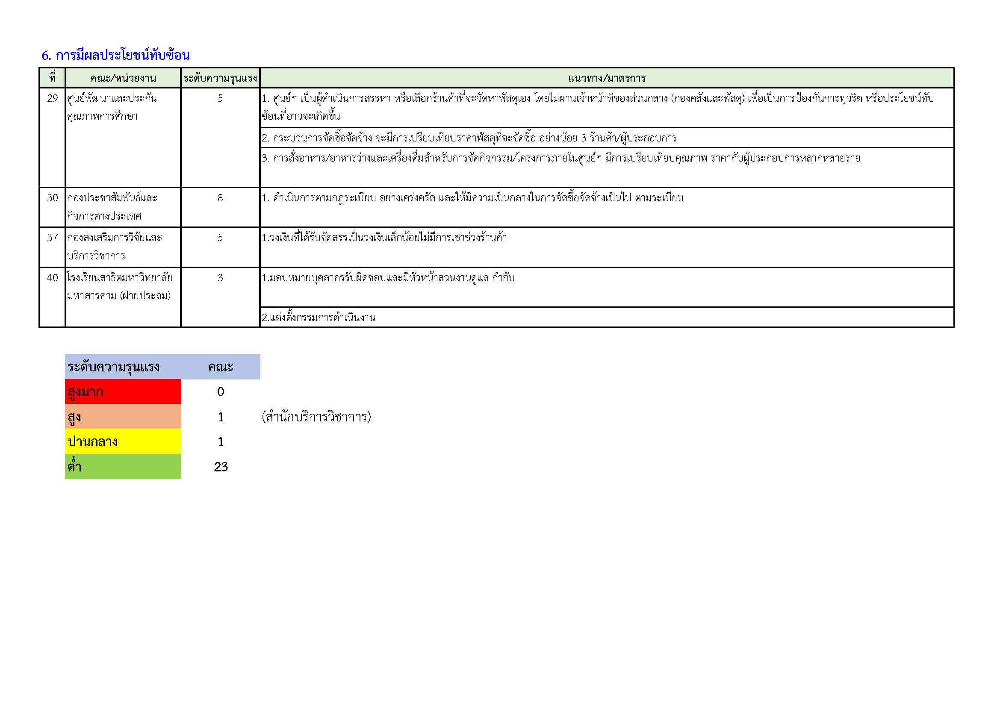 6. การมีผลประโยชน์ทับซ้อน
ที่ คณะ/หน่วยงาน ระดับความรุนแรง แนวทาง/มาตรการ
29 ศูนย์พัฒนาและประกัน 5 1. ศูนย์ฯ เป็นผู้ดำเนินการสรรหา หรือเลือกร้านค้าที่จะจัดหาพัสดุเอง โดยไม่ผ่านเจ้าหน้าที่ของส่วนกลาง (กองคลังและพัสดุ) เพื่อเป็นการป้องกันการทุจริต หรือประโยชน์ทับ
คุณภาพการศึกษา ซ้อนที่อาจจะเกิดขึ้น
2. กระบวนการจัดซื้อจัดจ้าง จะมีการเปรียบเทียบราคาพัสดุที่จะจัดซื้อ อย่างน้อย 3 ร้านค้า/ผู้ประกอบการ
3. การสั่งอาหาร/อาหารว่างและเครื่องดื่มสำหรับการจัดกิจกรรม/โครงการภายในศูนย์ฯ มีการเปรียบเทียบคุณภาพ ราคากับผู้ประกอบการหลากหลายราย
30 กองประชาสัมพันธ์และ 8 1. ดำเนินการตามกฎระเบียบ อย่างเคร่งครัด และให้มีความเป็นกลางในการจัดซื้อจัดจ้างเป็นไป ตามระเบียบ
กิจการต่างประเทศ
37 กองส่งเสริมการวิจัยและ 5 1.วงเงินที่ได้รับจัดสรรเป็นวงเงินเล็กน้อยไม่มีการเช่าช่วงร้านค้า
บริการวิชาการ
40 โรงเรียนสาธิตมหาวิทยาลัย 3 1.มอบหมายบุคลากรรับผิดชอบและมีหัวหน้าส่วนงานดูแล กำกับ
มหาสารคาม (ฝ่ายประถม)
2.แต่งตั้งกรรมการดำเนินงาน
ระดับความรุนแรง คณะ
สูงมาก 0
สูง 1 (สำนักบริการวิชาการ)
ปานกลาง 1
ต่ำ 23